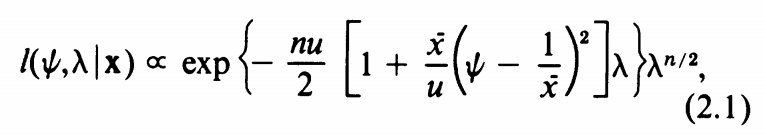 l(ψ,λ|x) ∝ exp{− nu/2 [1 + x̄/u (ψ − 1/x̄)²]λ}λ^{n/2},
(2.1)